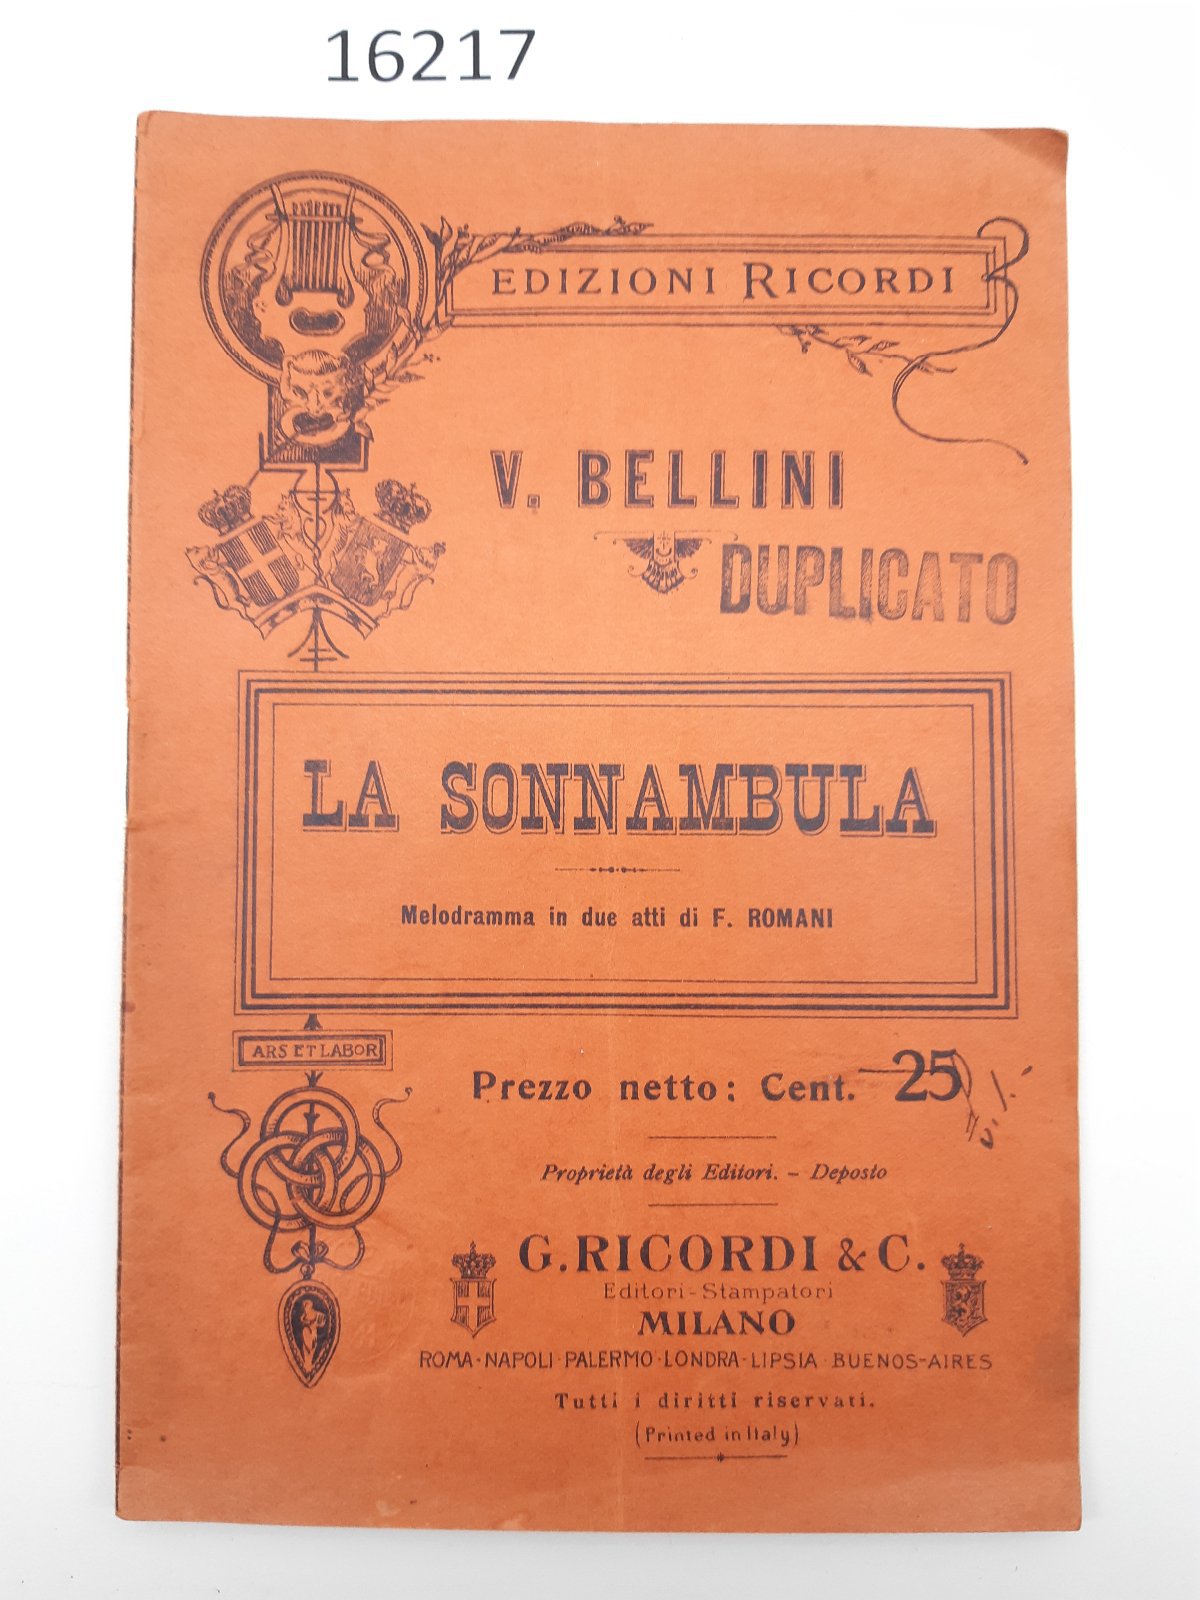 16217
EDIZIONI RICORDI
V. BELLINI
DUPLICATO
LA SONNAMBULA
Melodramma in due atti di F. ROMANI
ARS ET LABOR
Prezzo netto: Cent. 25
Proprietà degli Editori. – Deposto
G. RICORDI & C.
Editori-Stampatori
MILANO
ROMA · NAPOLI · PALERMO · LONDRA · LIPSIA · BUENOS-AIRES
Tutti i diritti riservati.
(Printed in Italy)